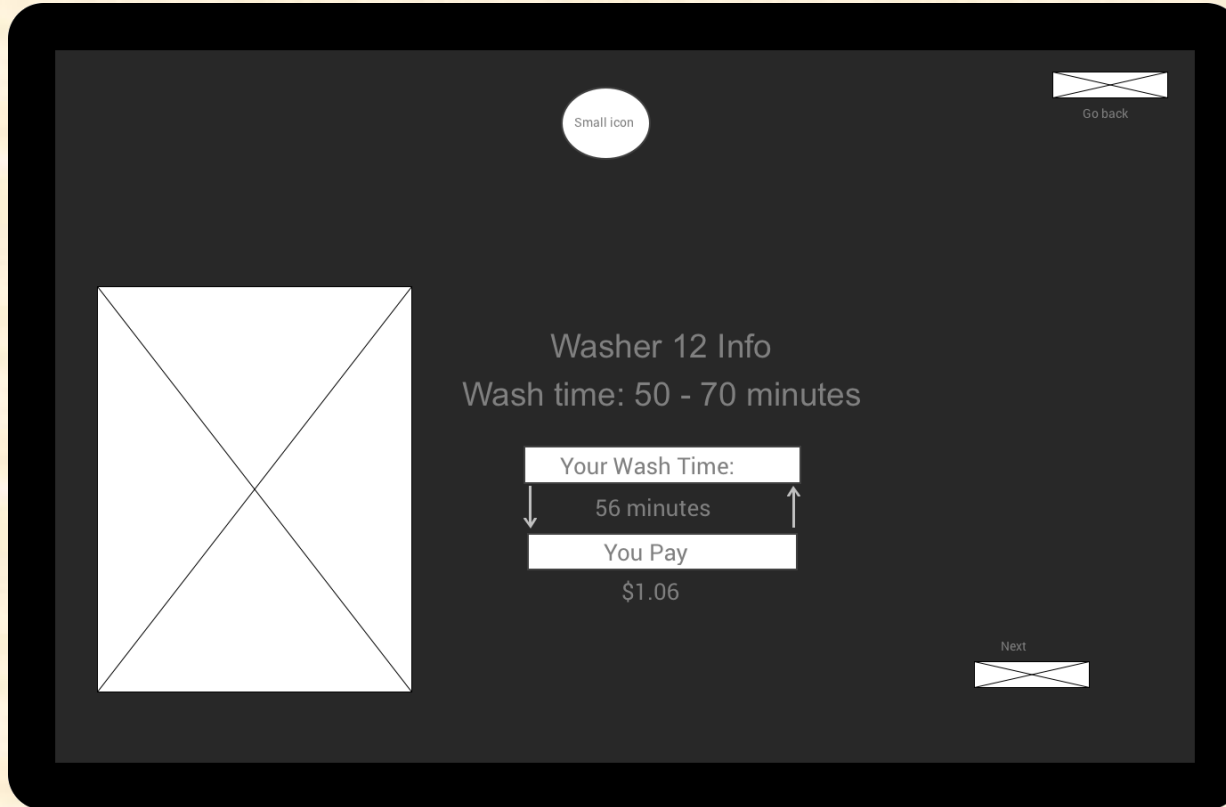 Small icon
Go back
Washer 12 Info
Wash time: 50 - 70 minutes
Your Wash Time:
56 minutes
You Pay
$1.06
Next